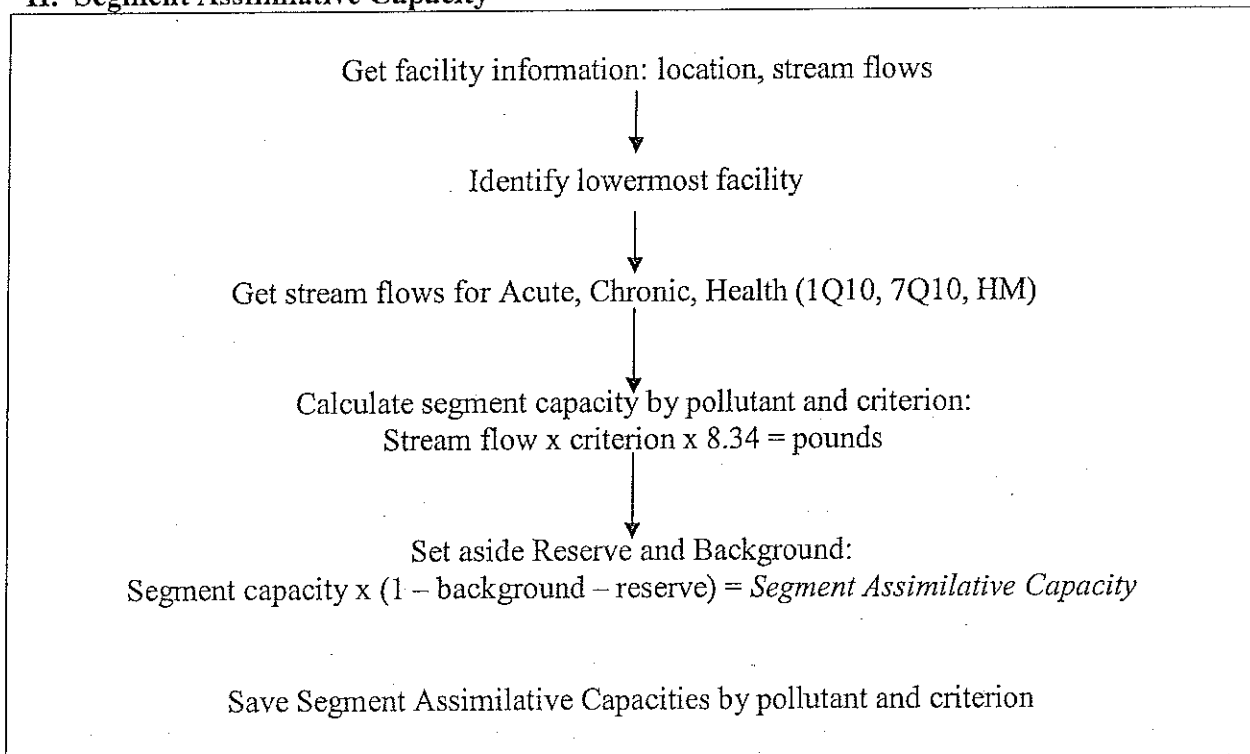 II. Segment Assimilative Capacity
Get facility information: location, stream flows
Identify lowermost facility
Get stream flows for Acute, Chronic, Health (1Q10, 7Q10, HM)
Calculate segment capacity by pollutant and criterion:
Stream flow x criterion x 8.34 = pounds
Set aside Reserve and Background:
Segment capacity x (1 – background – reserve) = Segment Assimilative Capacity
Save Segment Assimilative Capacities by pollutant and criterion